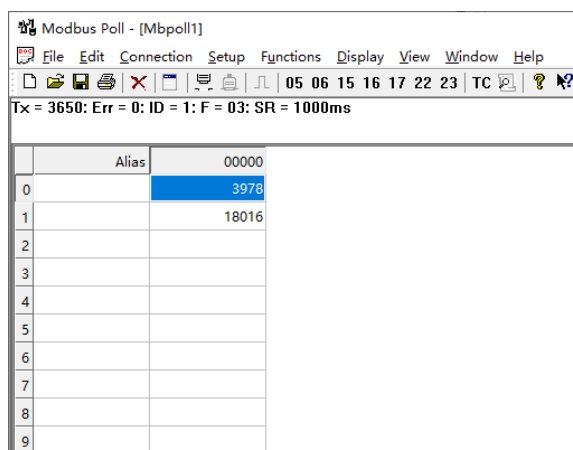 Modbus Poll - [Mbpoll1]
File Edit Connection Setup Functions Display View Window Help
05 06 15 16 17 22 23 TC
Tx = 3650: Err = 0: ID = 1: F = 03: SR = 1000ms
Alias 00000
0 3978
1 18016
2
3
4
5
6
7
8
9